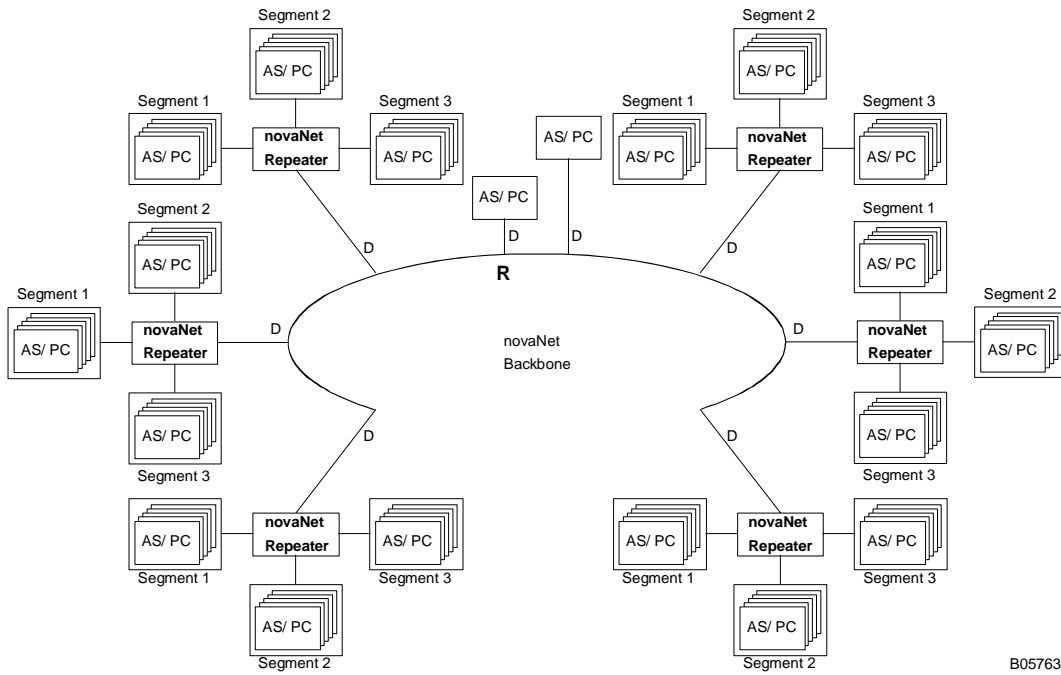 Segment 2
AS/ PC
Segment 1
AS/ PC
novaNet
Repeater
Segment 3
AS/ PC
D
AS/ PC
D
AS/ PC
D
Segment 2
AS/ PC
Segment 1
AS/ PC
novaNet
Repeater
Segment 3
AS/ PC
D
Segment 2
AS/ PC
Segment 1
AS/ PC
novaNet
Repeater
D
AS/ PC
Segment 3
R
novaNet
Backbone
Segment 1
AS/ PC
D
novaNet
Repeater
Segment 2
AS/ PC
AS/ PC
Segment 3
D
AS/ PC
Segment 1
novaNet
Repeater
AS/ PC
Segment 3
AS/ PC
Segment 2
D
AS/ PC
Segment 1
novaNet
Repeater
AS/ PC
Segment 3
AS/ PC
Segment 2
B05763